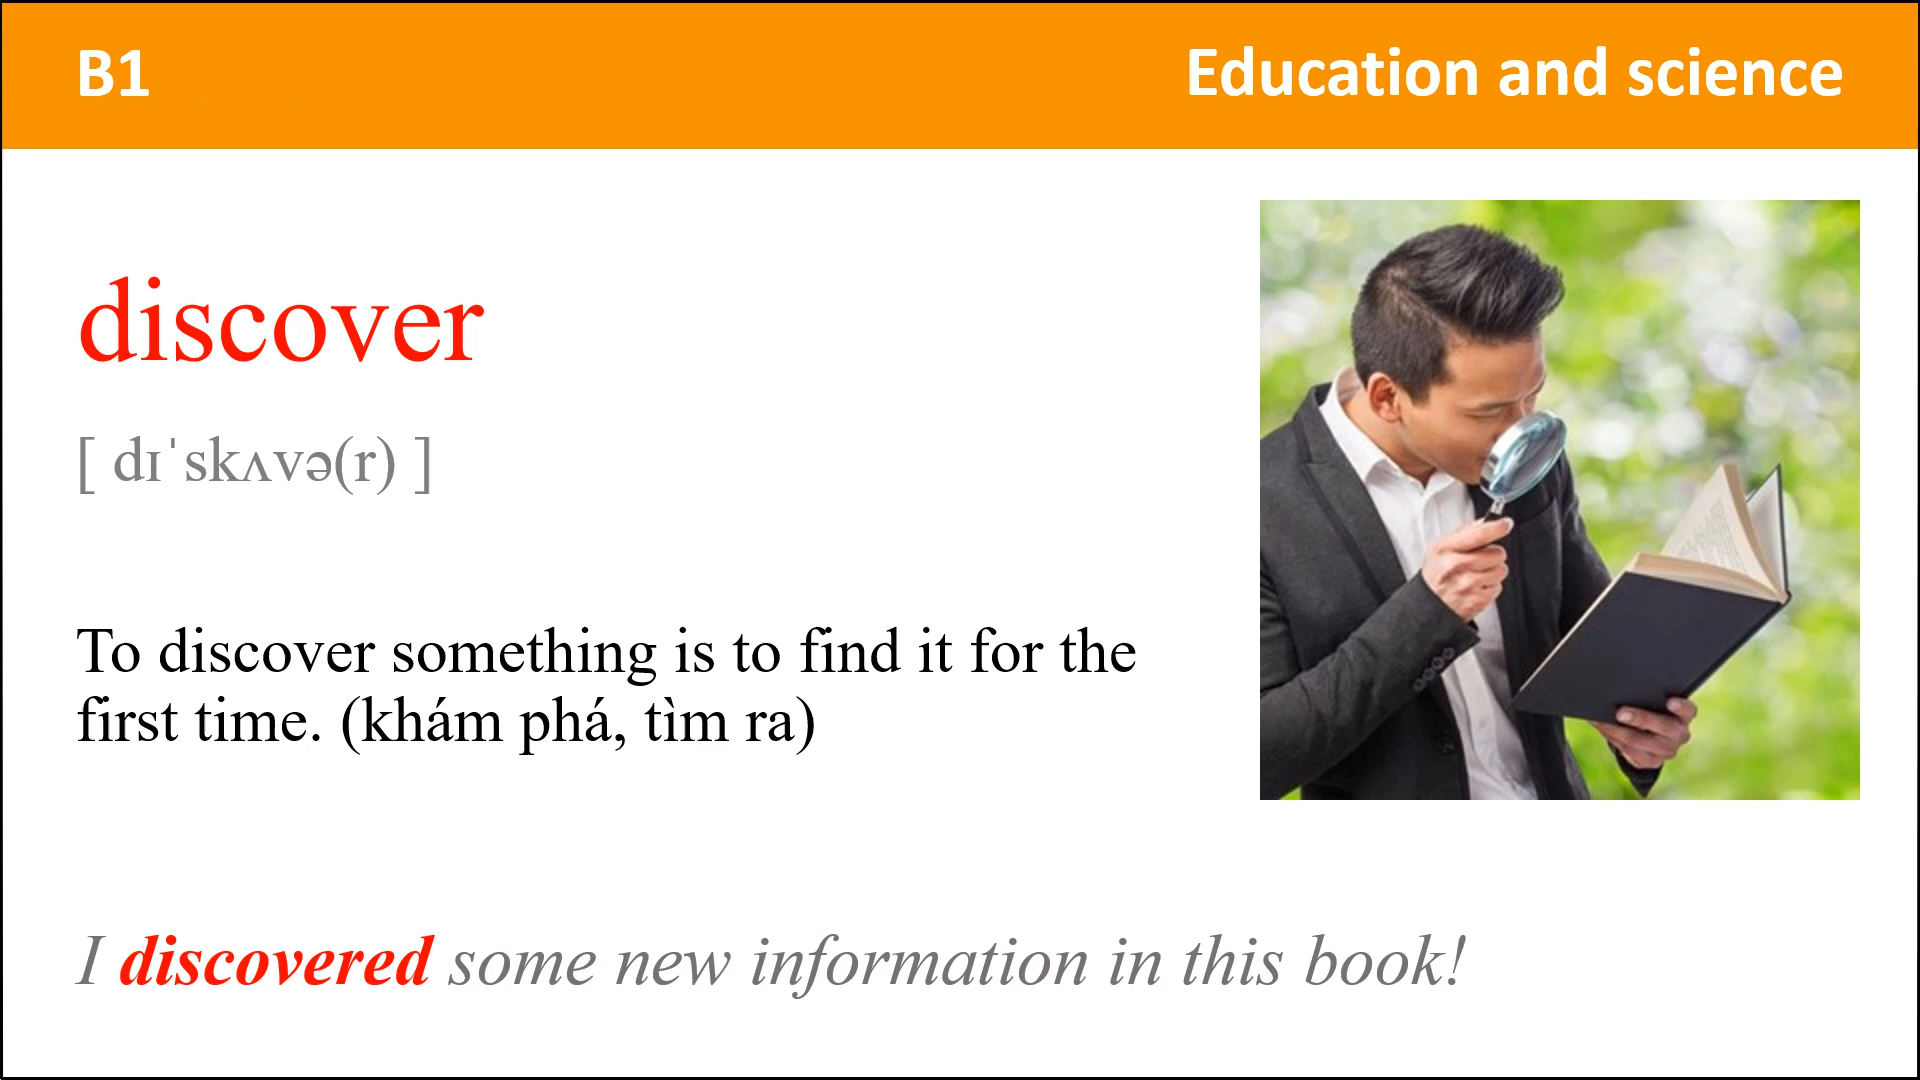 B1
Education and science
discover
[ dɪˈskʌvə(r) ]
To discover something is to find it for the
first time. (khám phá, tìm ra)
I discovered some new information in this book!